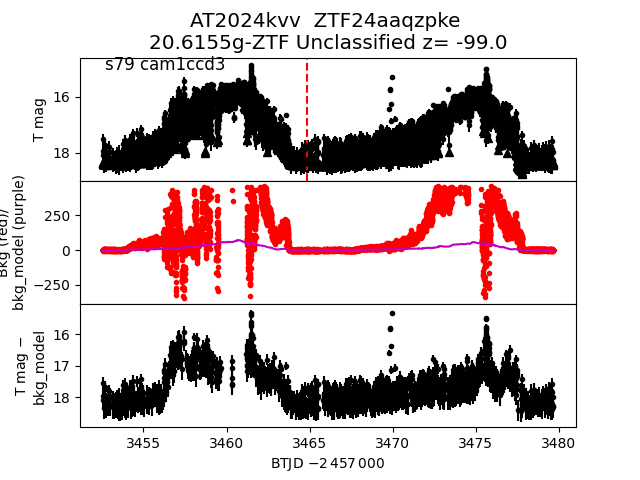 AT2024kvv  ZTF24aaqzpke
20.6155g-ZTF Unclassified z= -99.0
s79 cam1ccd3
T mag
16
18
Bkg (red)/
bkg_model (purple)
250
0
−250
T mag −
bkg_model
16
17
18
3455 3460 3465 3470 3475 3480
BTJD −2 457 000